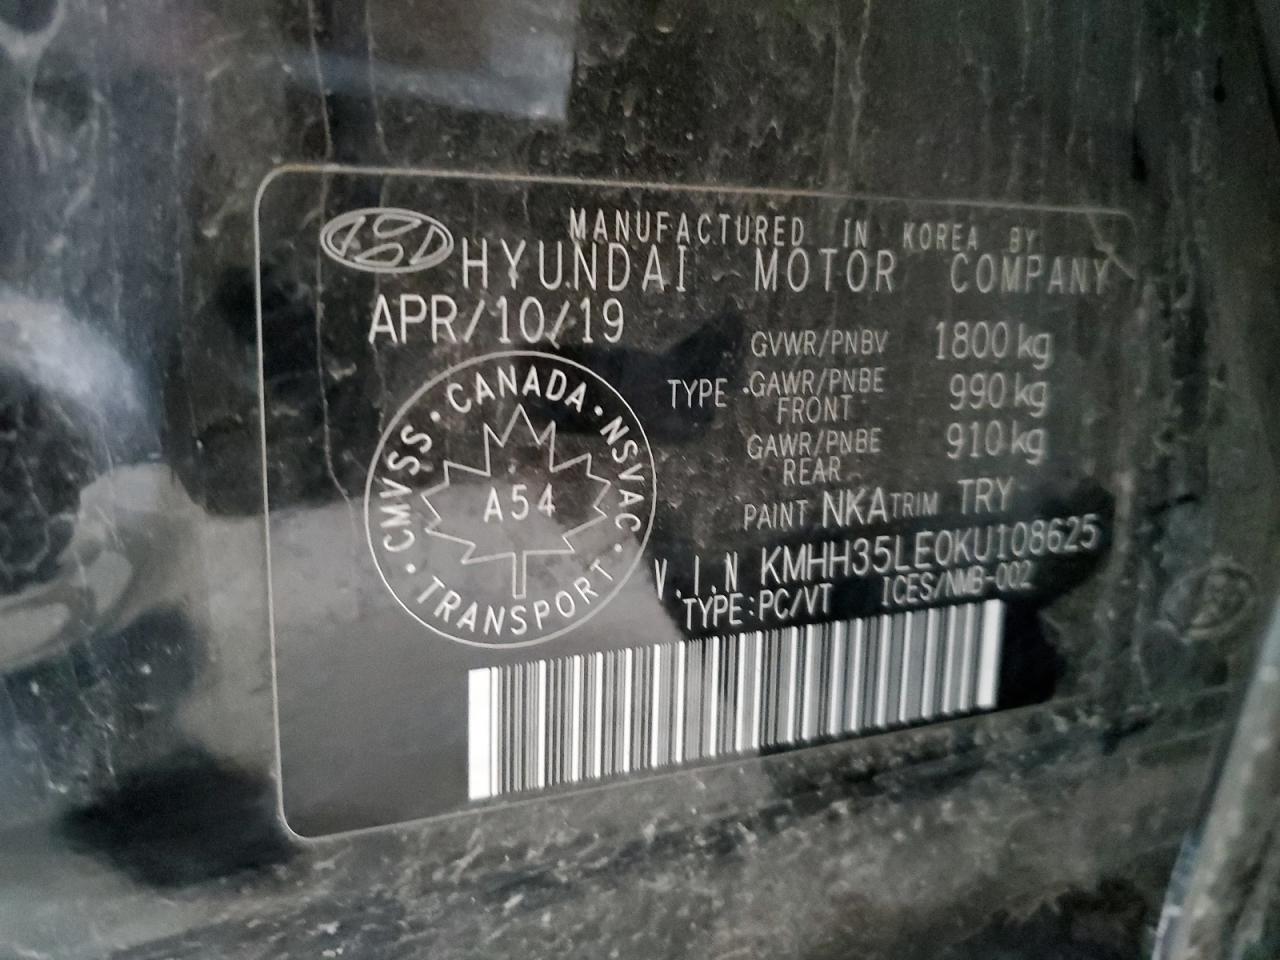 MANUFACTURED IN KOREA BY
HYUNDAI MOTOR COMPANY
APR/10/19
GVWR/PNBV 1800 kg
TYPE GAWR/PNBE FRONT 990 kg
GAWR/PNBE REAR 910 kg
PAINT NKA TRIM TRY
V.I.N KMHH35LE0KU108625
TYPE:PC/VT ICES/NMB-002
CMVSS · CANADA · NSVAC · TRANSPORT ·
A54